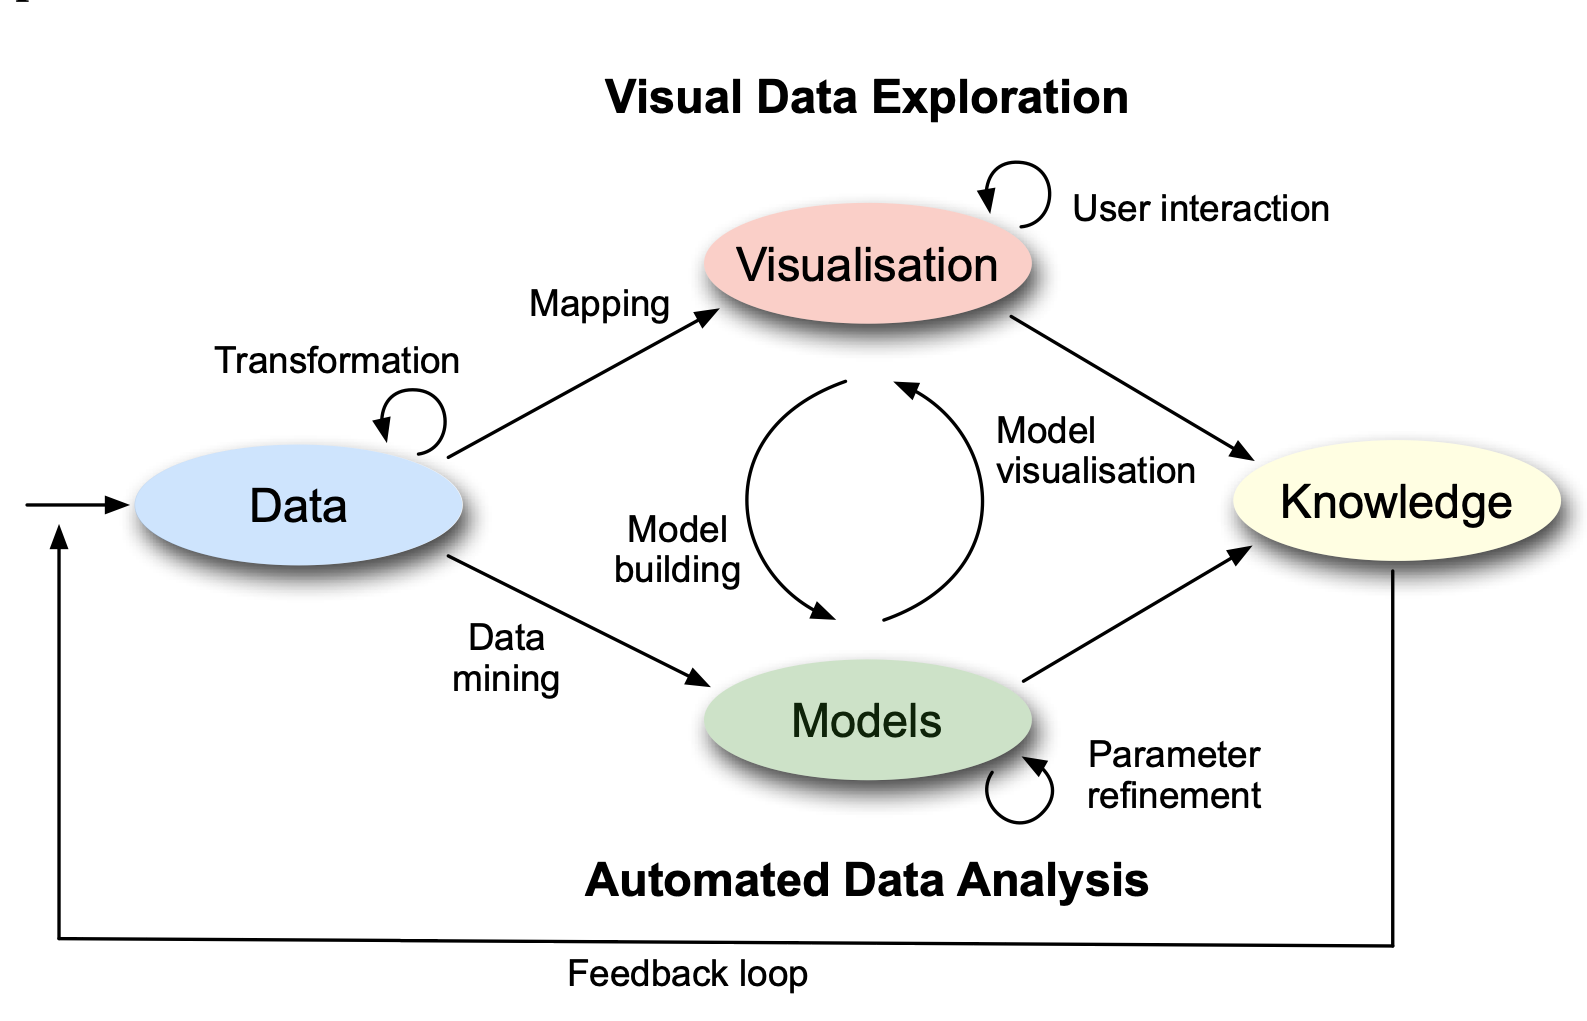 Visual Data Exploration
User interaction
Visualisation
Mapping
Transformation
Model
visualisation
Data
Knowledge
Model
building
Data
mining
Models
Parameter
refinement
Automated Data Analysis
Feedback loop